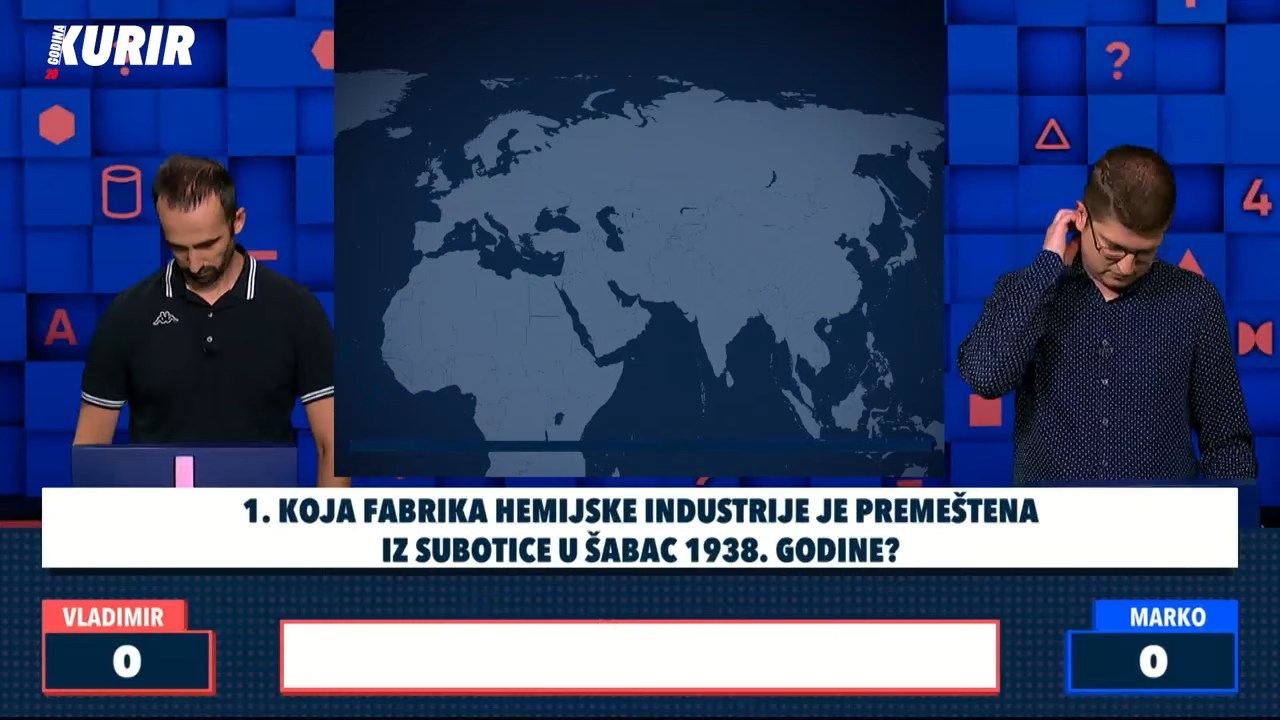 20 GODINA
KURIR
?
A
4
1. KOJA FABRIKA HEMIJSKE INDUSTRIJE JE PREMEŠTENA
IZ SUBOTICE U ŠABAC 1938. GODINE?
VLADIMIR
0
MARKO
0